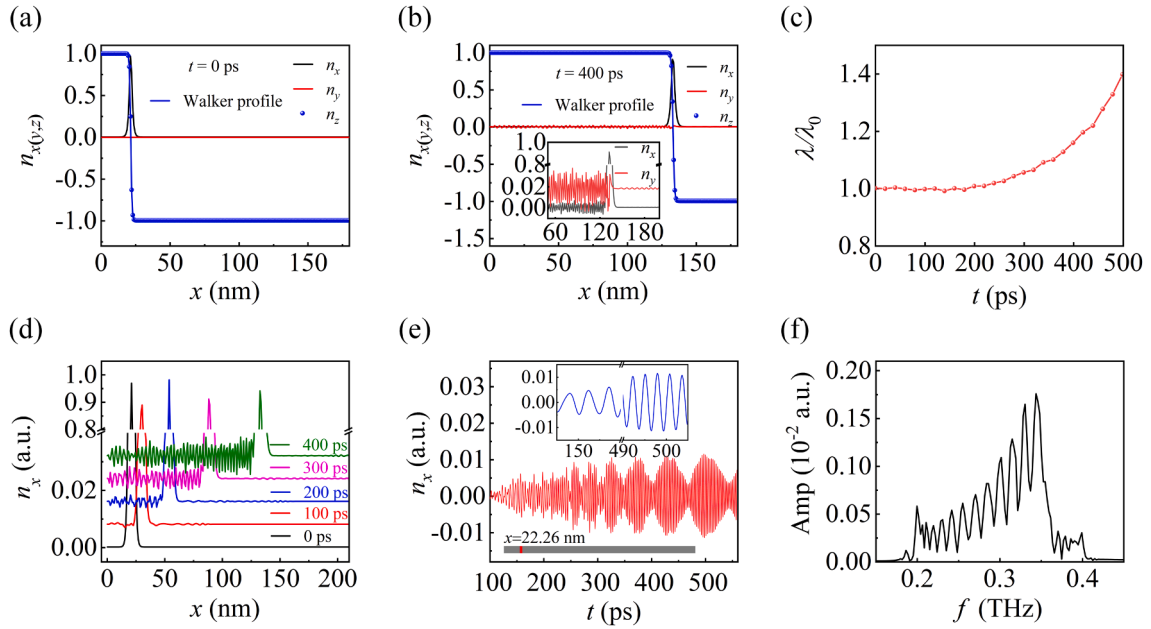 (a)
1.0
0.5
0.0
-0.5
-1.0
n_x(y,z)
t = 0 ps
Walker profile
n_x
n_y
n_z
0 50 100 150
x (nm)
(b)
1.0
0.5
0.0
-0.5
-1.0
-1.5
n_x(y,z)
t = 400 ps
Walker profile
n_x
n_y
n_z
1.0
0.8
0.02
0.00
n_x
n_y
60 120 180
0 50 100 150
x (nm)
(c)
1.4
1.2
1.0
0.8
λ/λ0
0 100 200 300 400 500
t (ps)
(d)
1.0
0.9
0.8
0.02
0.00
n_x (a.u.)
400 ps
300 ps
200 ps
100 ps
0 ps
0 50 100 150 200
x (nm)
(e)
0.03
0.02
0.01
0.00
-0.01
n_x (a.u.)
0.01
0.00
-0.01
150 490 500
x=22.26 nm
100 200 300 400 500
t (ps)
(f)
0.20
0.15
0.10
0.05
0.00
Amp (10⁻² a.u.)
0.2 0.3 0.4
f (THz)